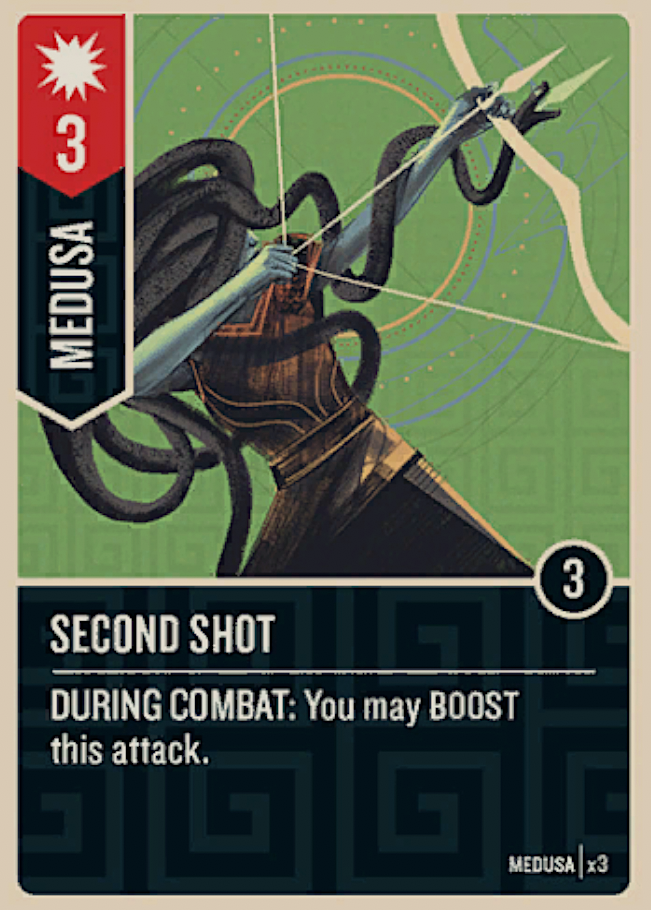 3
MEDUSA
3
SECOND SHOT
DURING COMBAT: You may BOOST
this attack.
MEDUSA | x3